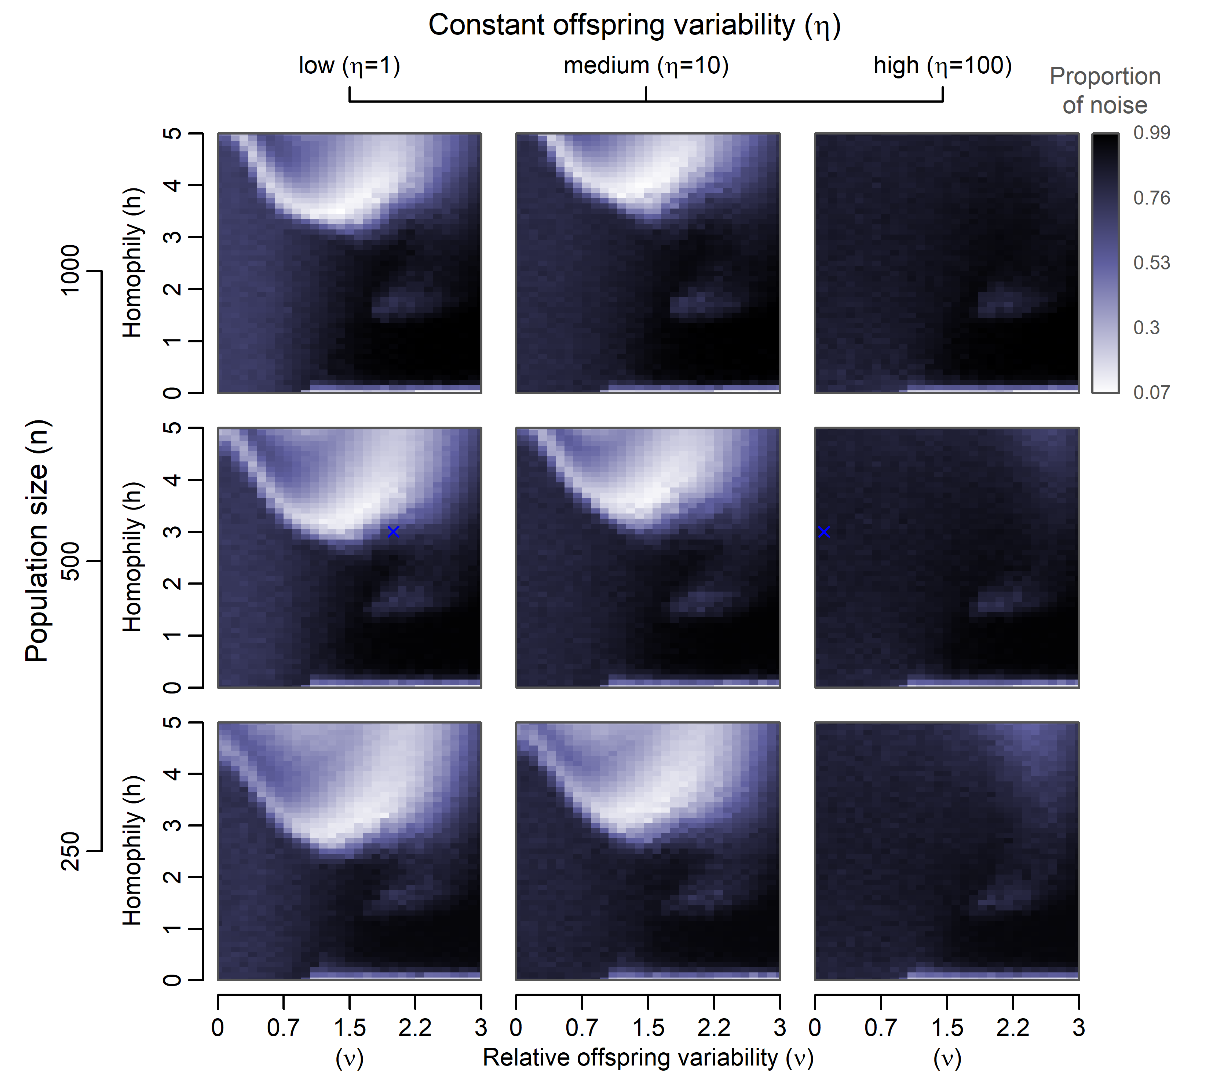 Constant offspring variability (η)
low (η=1) medium (η=10) high (η=100)
Proportion
of noise
0.99
0.76
0.53
0.3
0.07
Population size (n)
1000
500
250
Homophily (h)
5
4
3
2
1
0
Homophily (h)
5
4
3
2
1
0
Homophily (h)
5
4
3
2
1
0
0 0.7 1.5 2.2 3 0 0.7 1.5 2.2 3 0 0.7 1.5 2.2 3
(ν) Relative offspring variability (ν) (ν)